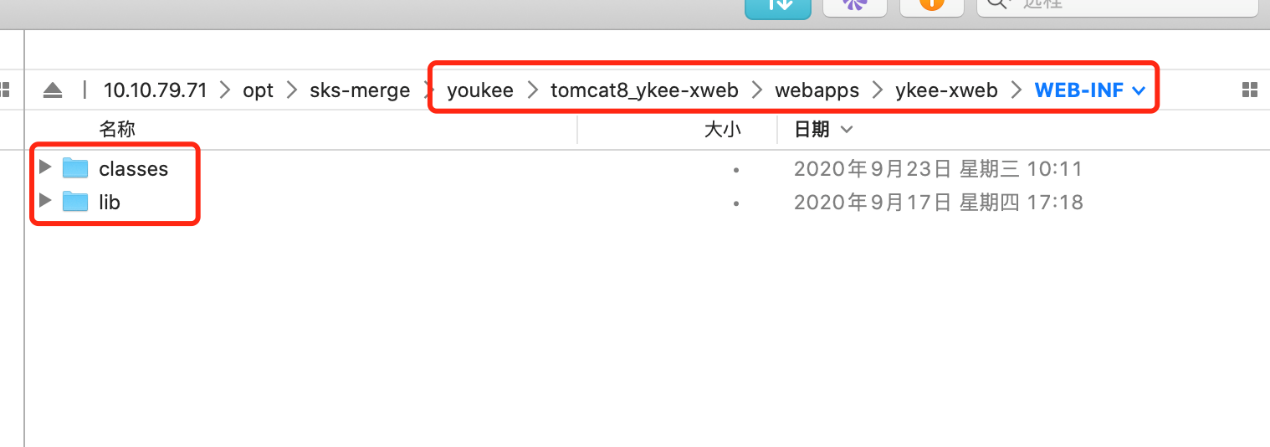 远程
10.10.79.71 > opt > sks-merge > youkee > tomcat8_ykee-xweb > webapps > ykee-xweb > WEB-INF
名称 大小 日期
classes 2020年9月23日 星期三 10:11
lib 2020年9月17日 星期四 17:18